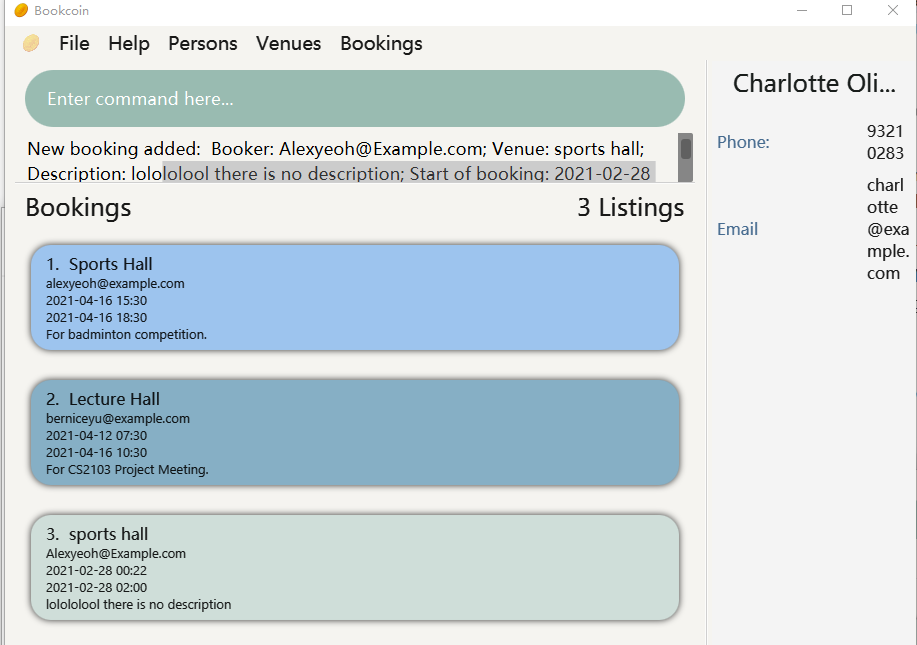 Bookcoin
File Help Persons Venues Bookings
Enter command here...
New booking added:  Booker: Alexyeoh@Example.com; Venue: sports hall;
Description: lolololoool there is no description; Start of booking: 2021-02-28
Bookings
3 Listings
1. Sports Hall
alexyeoh@example.com
2021-04-16 15:30
2021-04-16 18:30
For badminton competition.
2. Lecture Hall
berniceyu@example.com
2021-04-12 07:30
2021-04-16 10:30
For CS2103 Project Meeting.
3. sports hall
Alexyeoh@Example.com
2021-02-28 00:22
2021-02-28 02:00
lolololool there is no description
Charlotte Oli...
Phone:
9321
0283
Email
charl
otte
@exa
mple.
com